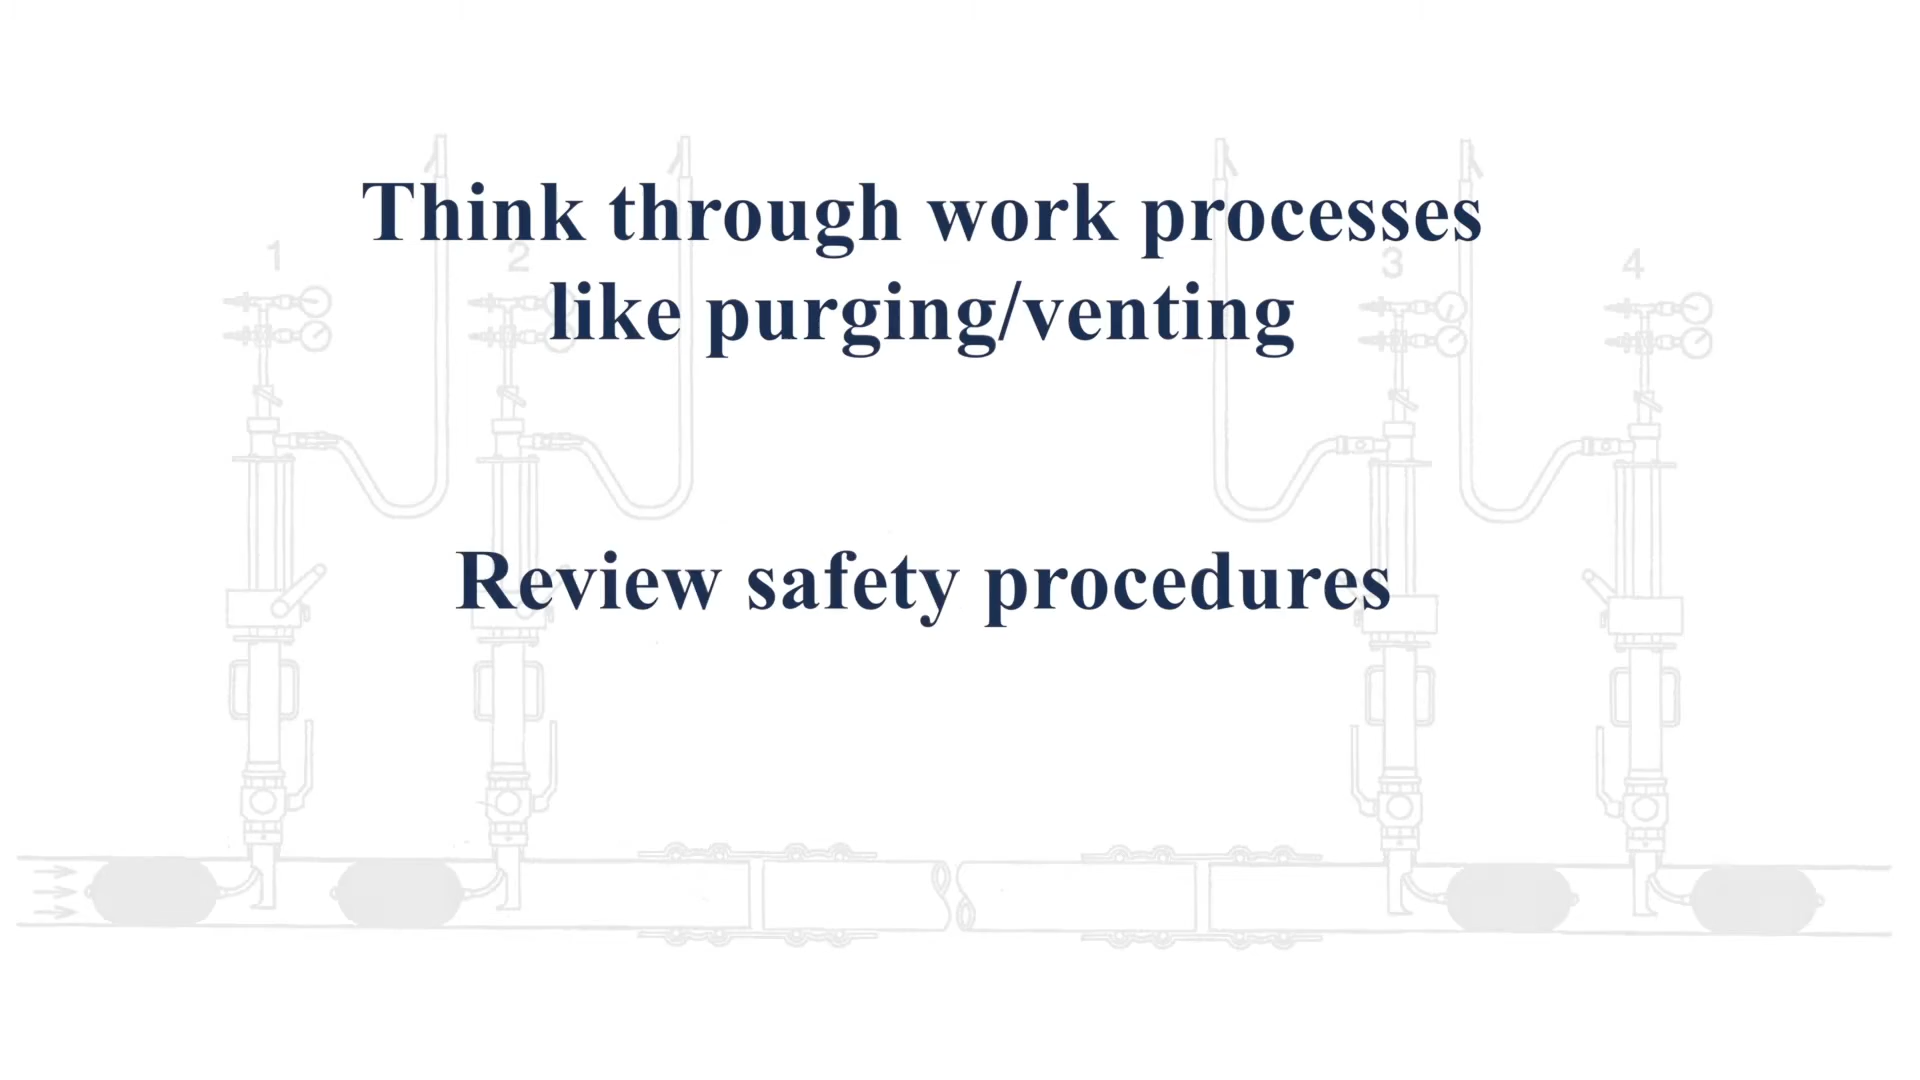 Think through work processes
like purging/venting
1
2
3
4
Review safety procedures